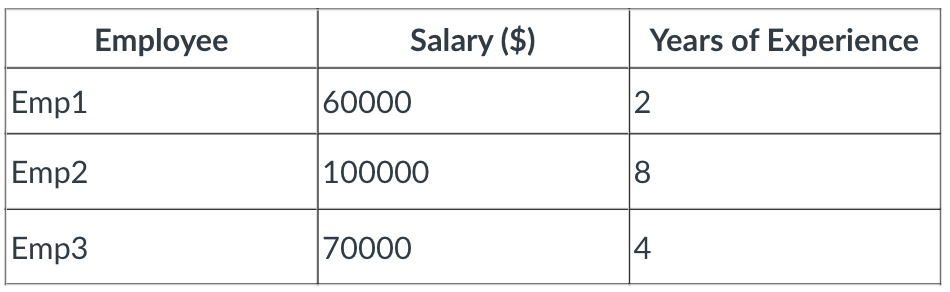 Employee Salary ($) Years of Experience
Emp1 60000 2
Emp2 100000 8
Emp3 70000 4